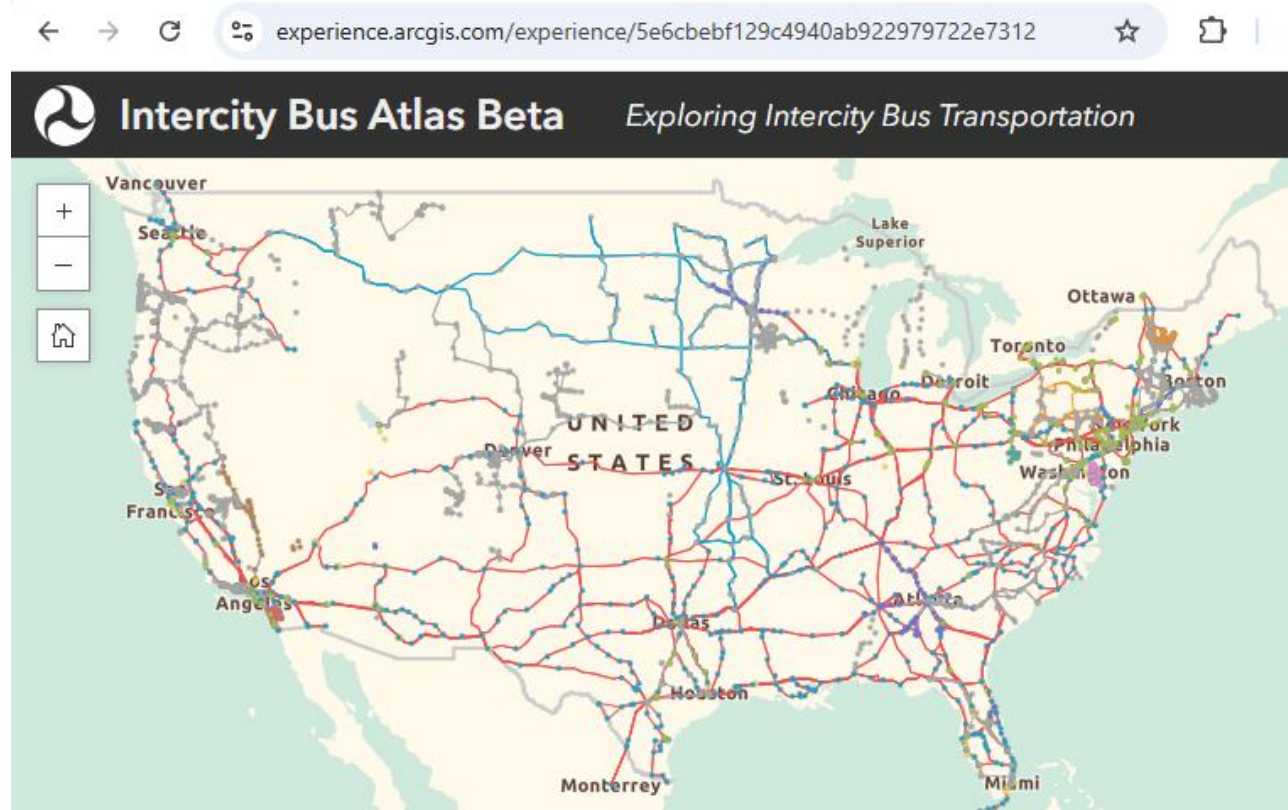 experience.arcgis.com/experience/5e6cbebf129c4940ab922979722e7312
Intercity Bus Atlas Beta
Exploring Intercity Bus Transportation
+
−
Vancouver
Seattle
Lake
Superior
Ottawa
Toronto
Detroit
Boston
Chicago
New York
Philadelphia
UNITED
STATES
Denver
St. Louis
Washington
San
Francisco
Los
Angeles
Atlanta
Dallas
Houston
Monterrey
Miami